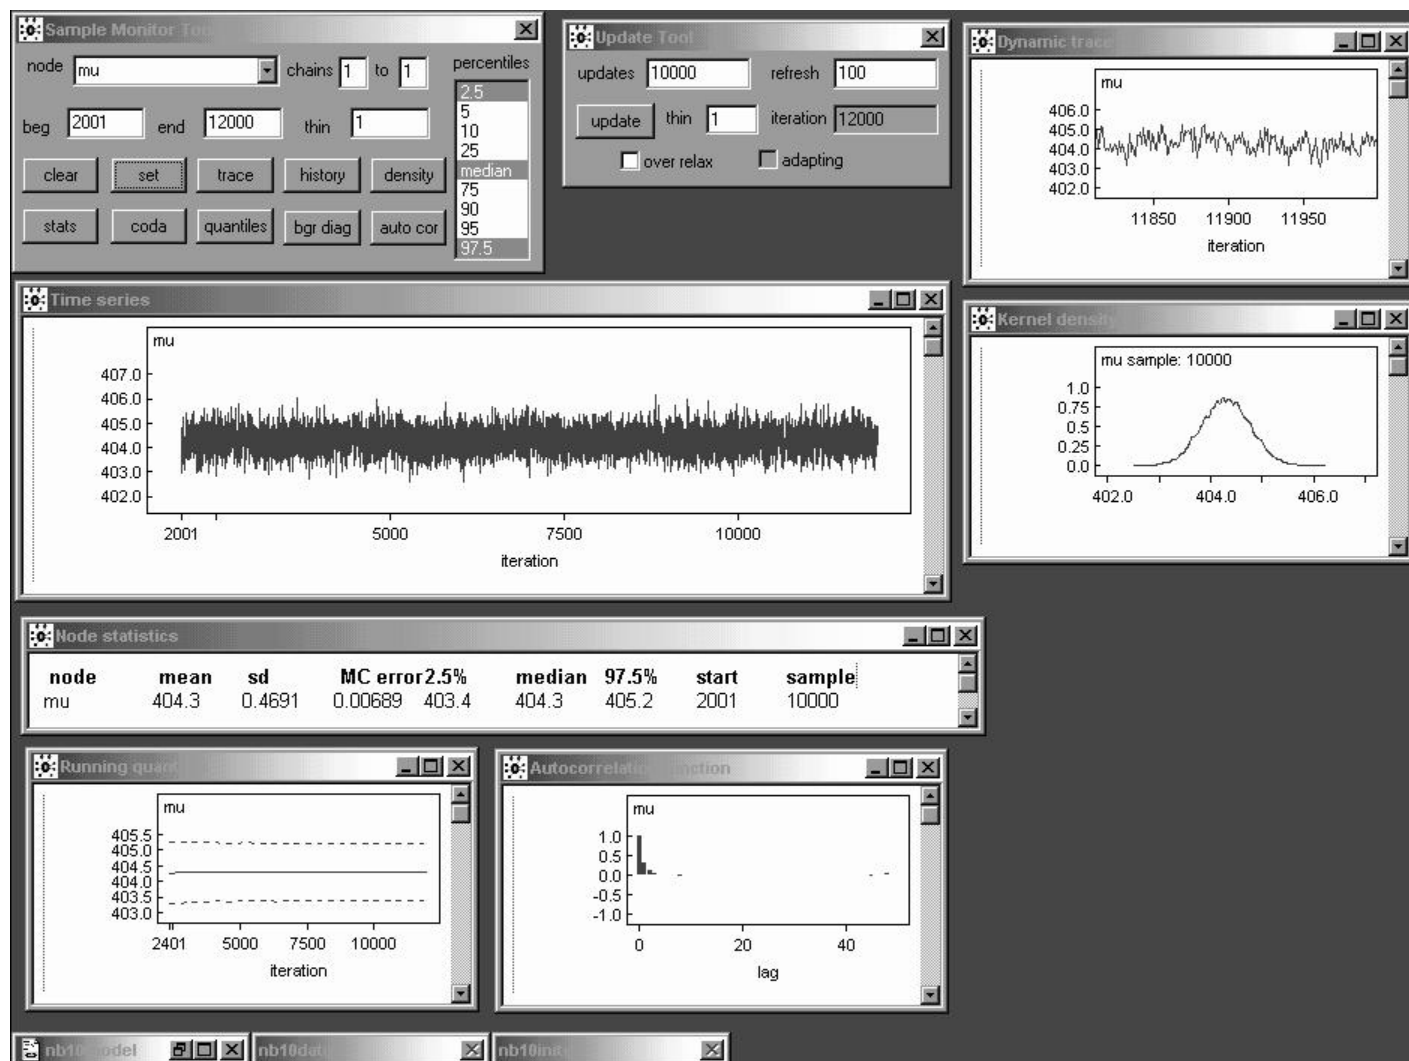 Sample Monitor To
node mu chains 1 to 1 percentiles
2.5
5
10
25
median
75
90
95
97.5
beg 2001 end 12000 thin 1
clear set trace history density
stats coda quantiles bgr diag auto cor
Update Tool
updates 10000 refresh 100
update thin 1 iteration 12000
over relax adapting
Dynamic trace
mu
406.0
405.0
404.0
403.0
402.0
11850 11900 11950
iteration
Time series
mu
407.0
406.0
405.0
404.0
403.0
402.0
2001 5000 7500 10000
iteration
Kernel density
mu sample: 10000
1.0
0.75
0.5
0.25
0.0
402.0 404.0 406.0
Node statistics
node mean sd MC error 2.5% median 97.5% start sample
mu 404.3 0.4691 0.00689 403.4 404.3 405.2 2001 10000
Running quant
mu
405.5
405.0
404.5
404.0
403.5
403.0
2401 5000 7500 10000
iteration
Autocorrelation function
mu
1.0
0.5
0.0
-0.5
-1.0
0 20 40
lag
nb10model nb10dat nb10init